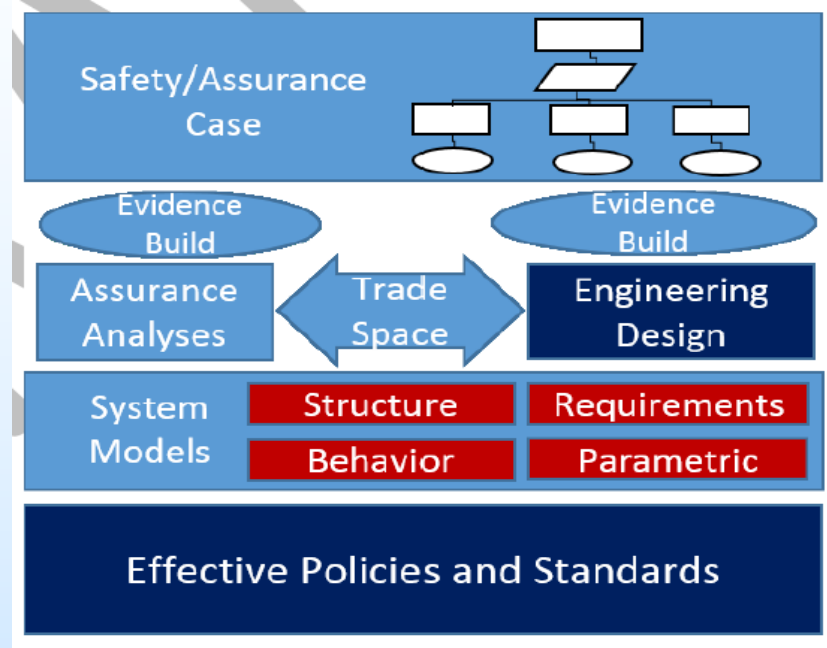 Safety/Assurance
Case
Evidence
Build
Evidence
Build
Assurance
Analyses
Trade
Space
Engineering
Design
System
Models
Structure
Requirements
Behavior
Parametric
Effective Policies and Standards